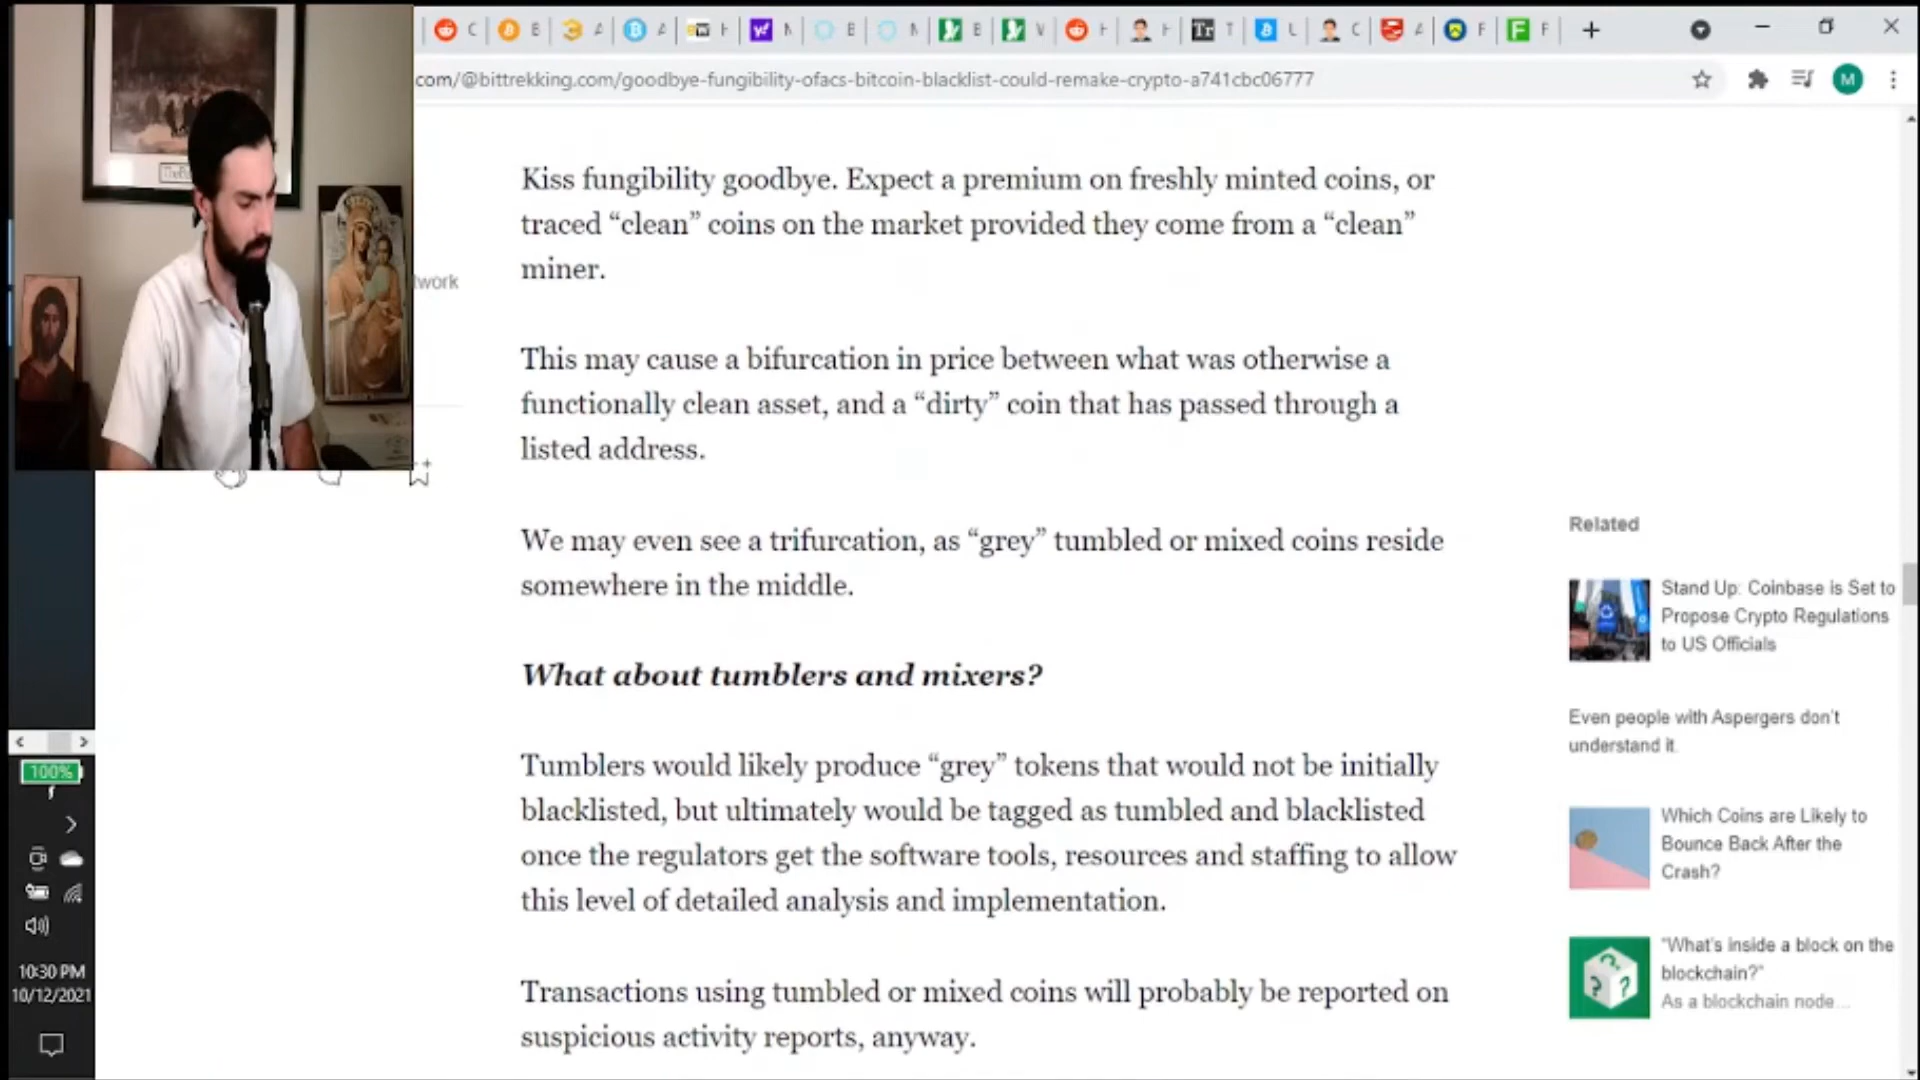 com/@bittrekking.com/goodbye-fungibility-ofacs-bitcoin-blacklist-could-remake-crypto-a741cbc06777
M
Kiss fungibility goodbye. Expect a premium on freshly minted coins, or
traced “clean” coins on the market provided they come from a “clean”
miner.
This may cause a bifurcation in price between what was otherwise a
functionally clean asset, and a “dirty” coin that has passed through a
listed address.
We may even see a trifurcation, as “grey” tumbled or mixed coins reside
somewhere in the middle.
What about tumblers and mixers?
Tumblers would likely produce “grey” tokens that would not be initially
blacklisted, but ultimately would be tagged as tumbled and blacklisted
once the regulators get the software tools, resources and staffing to allow
this level of detailed analysis and implementation.
Transactions using tumbled or mixed coins will probably be reported on
suspicious activity reports, anyway.
Related
Stand Up: Coinbase is Set to
Propose Crypto Regulations
to US Officials
Even people with Aspergers don't
understand it.
Which Coins are Likely to
Bounce Back After the
Crash?
"What's inside a block on the
blockchain?"
As a blockchain node...
100%
10:30 PM
10/12/2021